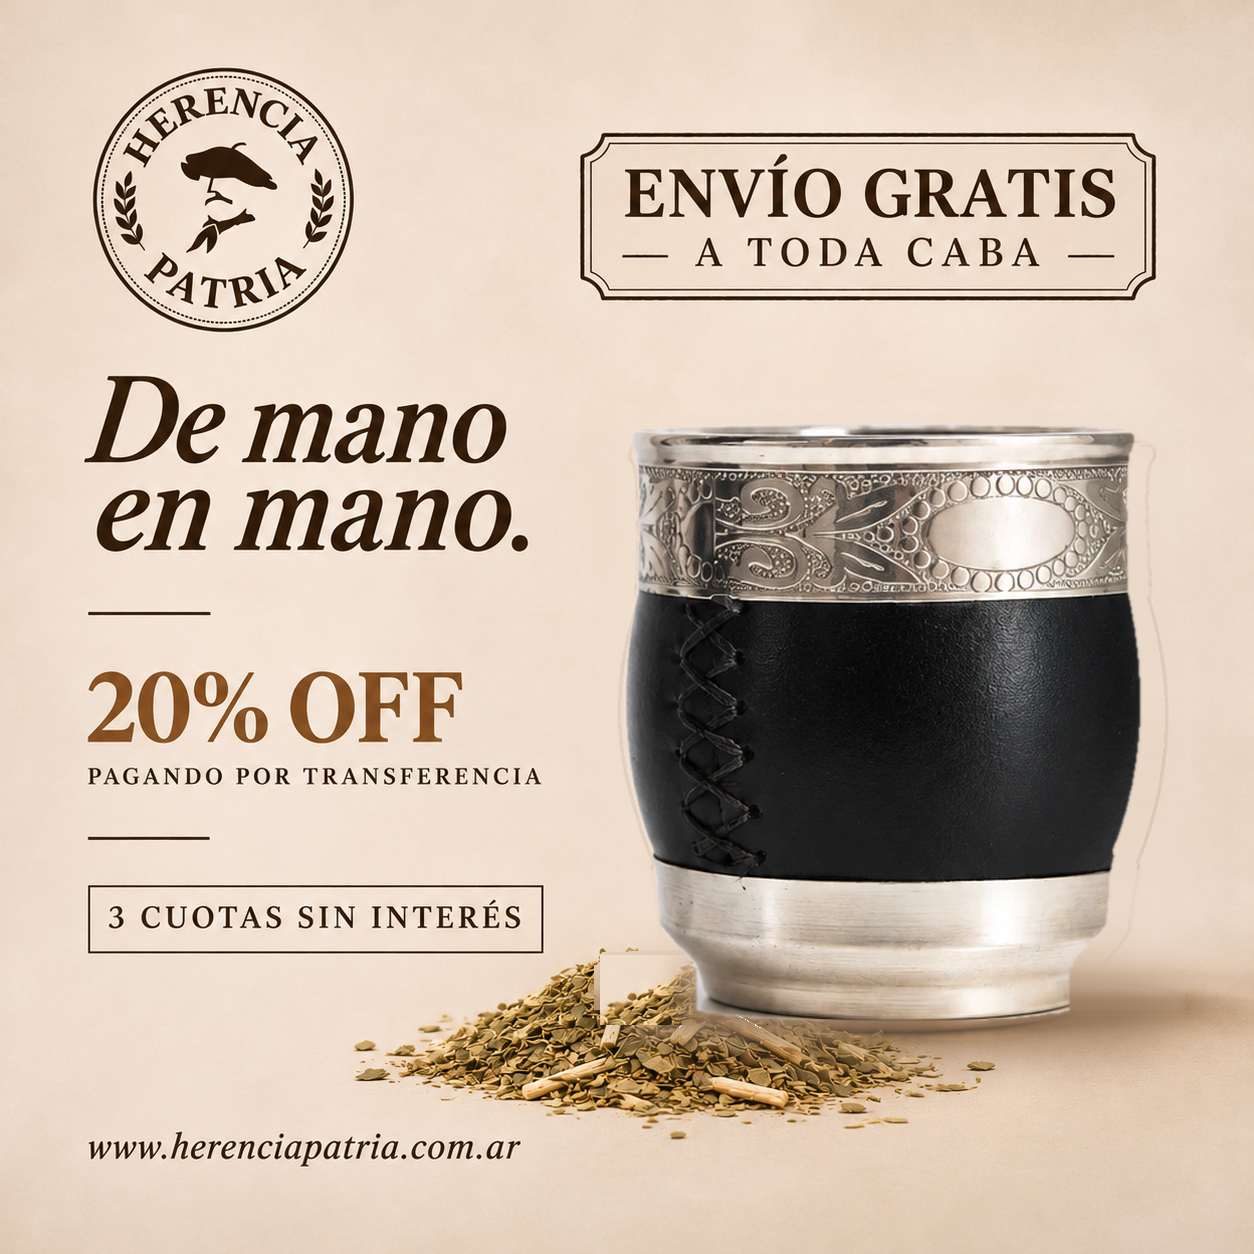 HERENCIA
PATRIA
ENVÍO GRATIS
A TODA CABA
De mano
en mano.
20% OFF
PAGANDO POR TRANSFERENCIA
3 CUOTAS SIN INTERÉS
www.herenciapatria.com.ar